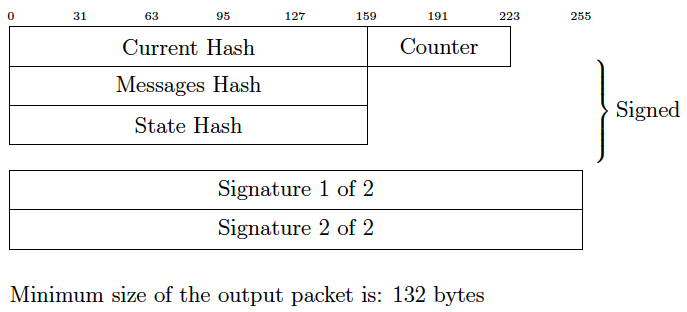 0 31 63 95 127 159 191 223 255
Current Hash Counter
Messages Hash
Signed
State Hash
Signature 1 of 2
Signature 2 of 2
Minimum size of the output packet is: 132 bytes